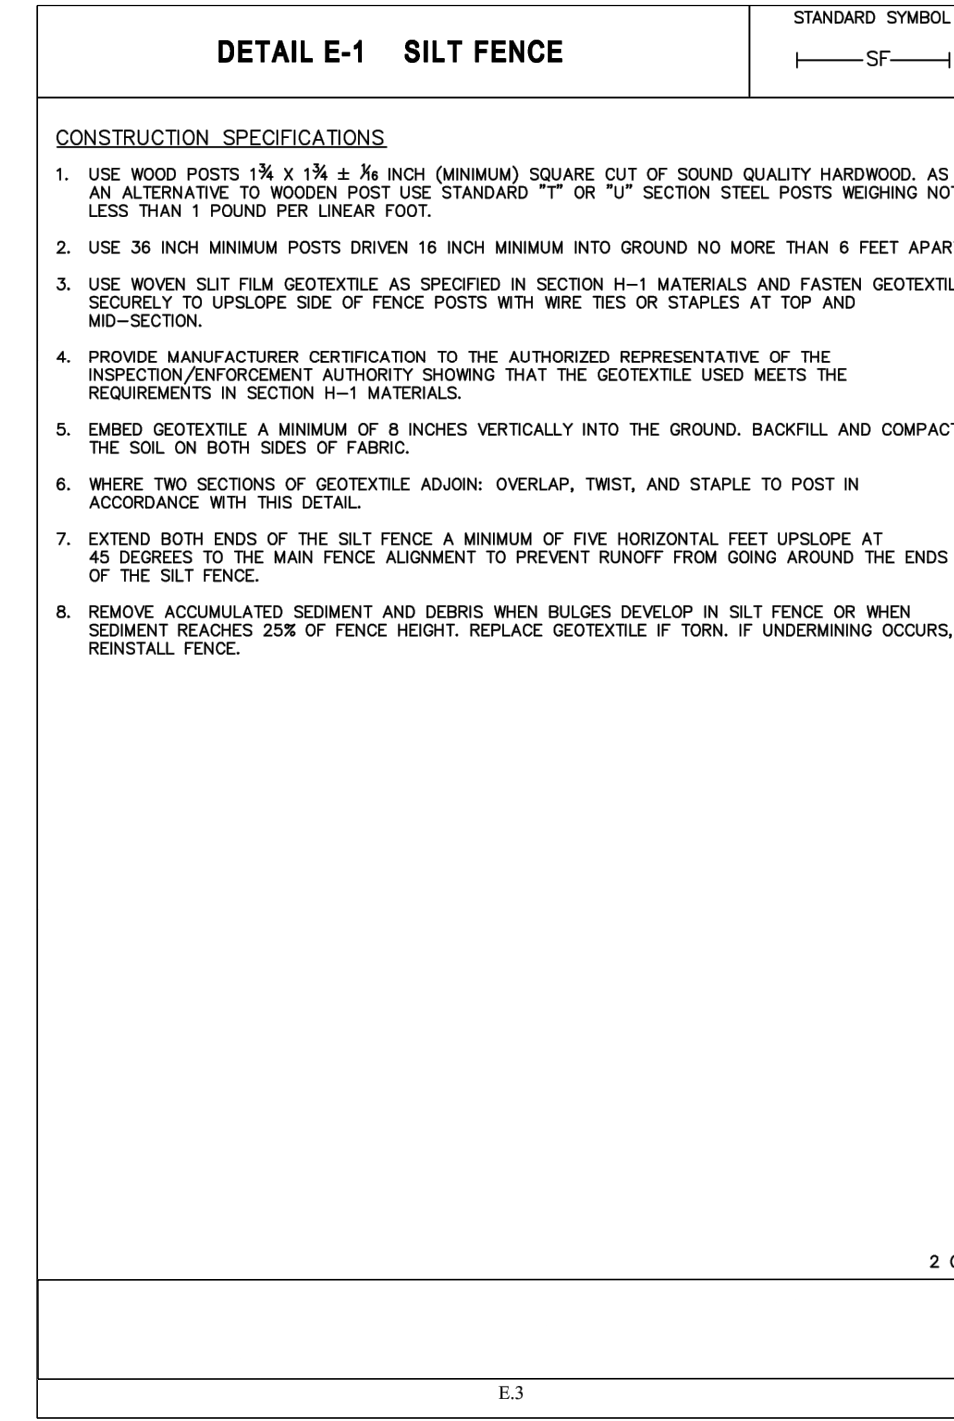 STANDARD SYMBOL
DETAIL E-1 SILT FENCE
SF
CONSTRUCTION SPECIFICATIONS
1. USE WOOD POSTS 1¾ X 1¾ ± 1⁄16 INCH (MINIMUM) SQUARE CUT OF SOUND QUALITY HARDWOOD. AS
AN ALTERNATIVE TO WOODEN POST USE STANDARD "T" OR "U" SECTION STEEL POSTS WEIGHING NOT
LESS THAN 1 POUND PER LINEAR FOOT.
2. USE 36 INCH MINIMUM POSTS DRIVEN 16 INCH MINIMUM INTO GROUND NO MORE THAN 6 FEET APAR
3. USE WOVEN SLIT FILM GEOTEXTILE AS SPECIFIED IN SECTION H-1 MATERIALS AND FASTEN GEOTEXTIL
SECURELY TO UPSLOPE SIDE OF FENCE POSTS WITH WIRE TIES OR STAPLES AT TOP AND
MID-SECTION.
4. PROVIDE MANUFACTURER CERTIFICATION TO THE AUTHORIZED REPRESENTATIVE OF THE
INSPECTION/ENFORCEMENT AUTHORITY SHOWING THAT THE GEOTEXTILE USED MEETS THE
REQUIREMENTS IN SECTION H-1 MATERIALS.
5. EMBED GEOTEXTILE A MINIMUM OF 8 INCHES VERTICALLY INTO THE GROUND. BACKFILL AND COMPACT
THE SOIL ON BOTH SIDES OF FABRIC.
6. WHERE TWO SECTIONS OF GEOTEXTILE ADJOIN: OVERLAP, TWIST, AND STAPLE TO POST IN
ACCORDANCE WITH THIS DETAIL.
7. EXTEND BOTH ENDS OF THE SILT FENCE A MINIMUM OF FIVE HORIZONTAL FEET UPSLOPE AT
45 DEGREES TO THE MAIN FENCE ALIGNMENT TO PREVENT RUNOFF FROM GOING AROUND THE ENDS
OF THE SILT FENCE.
8. REMOVE ACCUMULATED SEDIMENT AND DEBRIS WHEN BULGES DEVELOP IN SILT FENCE OR WHEN
SEDIMENT REACHES 25% OF FENCE HEIGHT. REPLACE GEOTEXTILE IF TORN. IF UNDERMINING OCCURS,
REINSTALL FENCE.
2
E.3